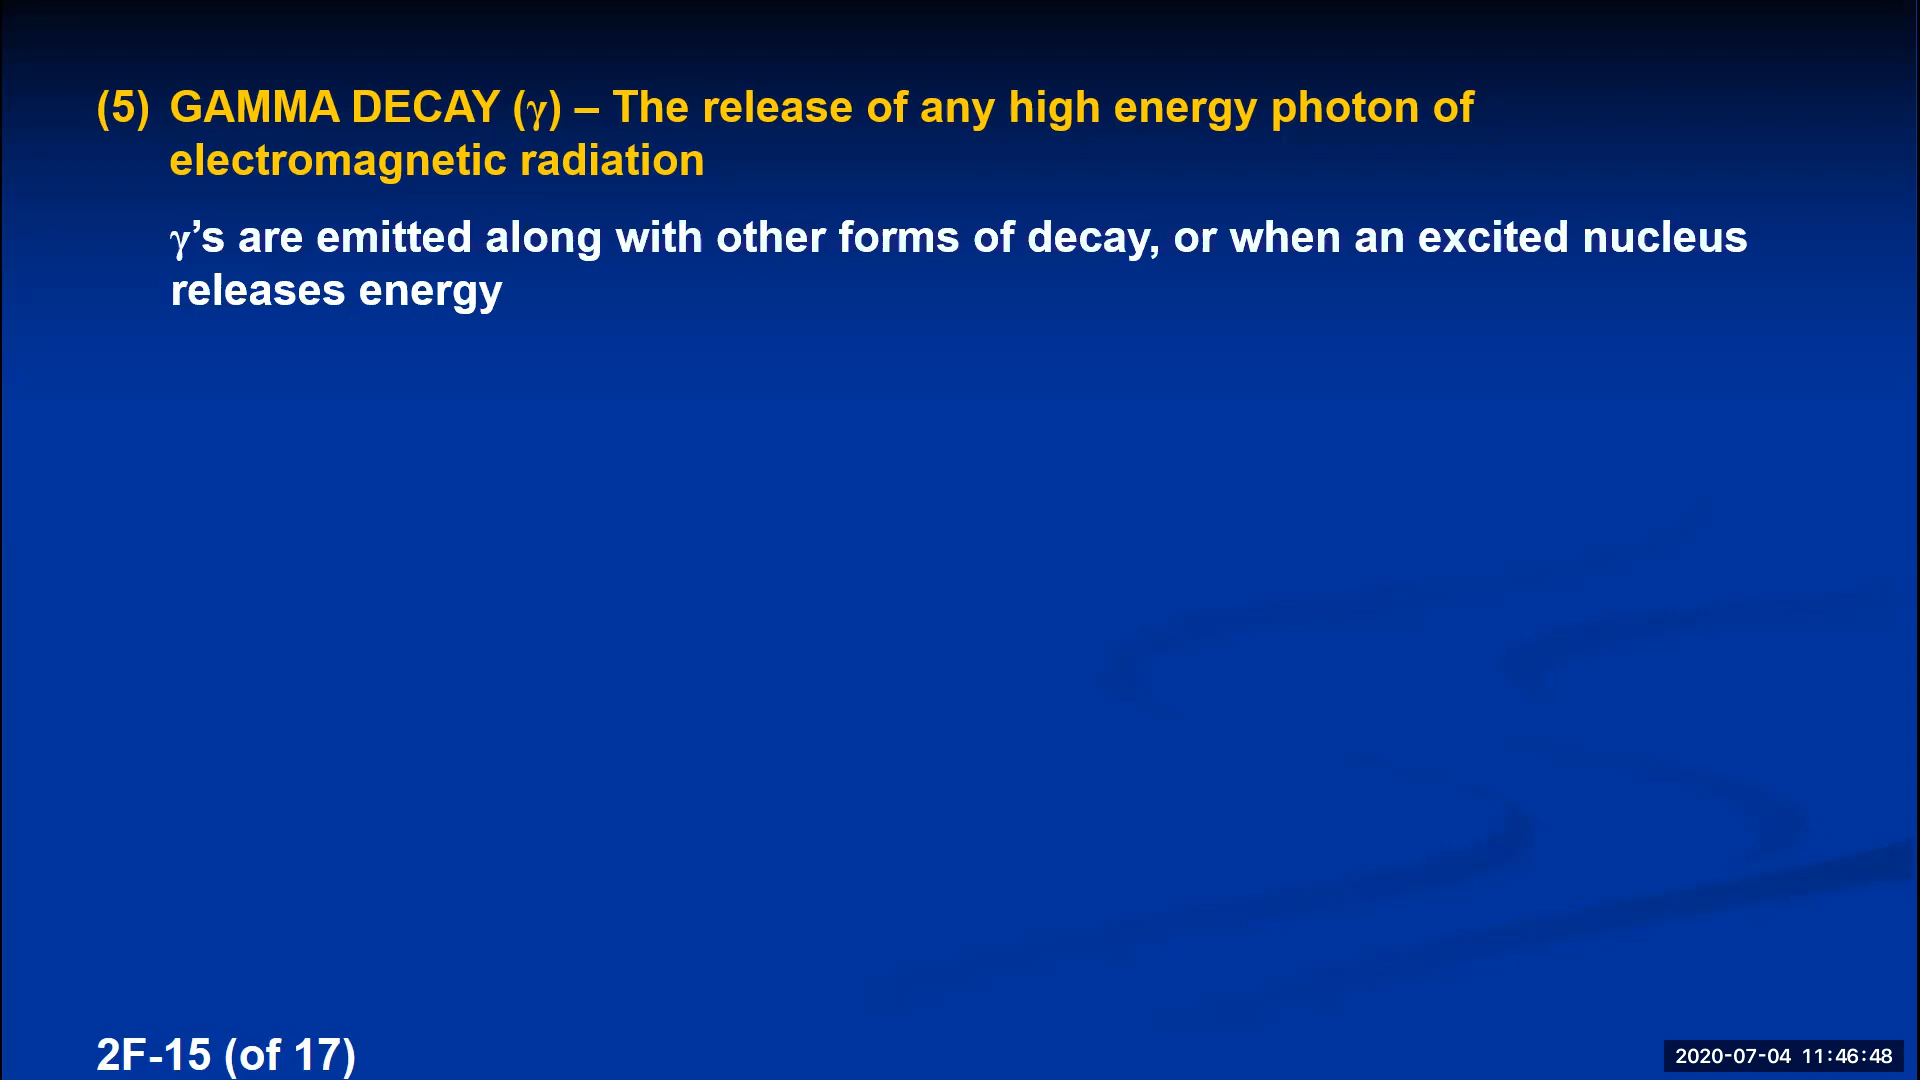 (5) GAMMA DECAY (γ) – The release of any high energy photon of
electromagnetic radiation
γ’s are emitted along with other forms of decay, or when an excited nucleus
releases energy
2F-15 (of 17)
2020-07-04 11:46:48